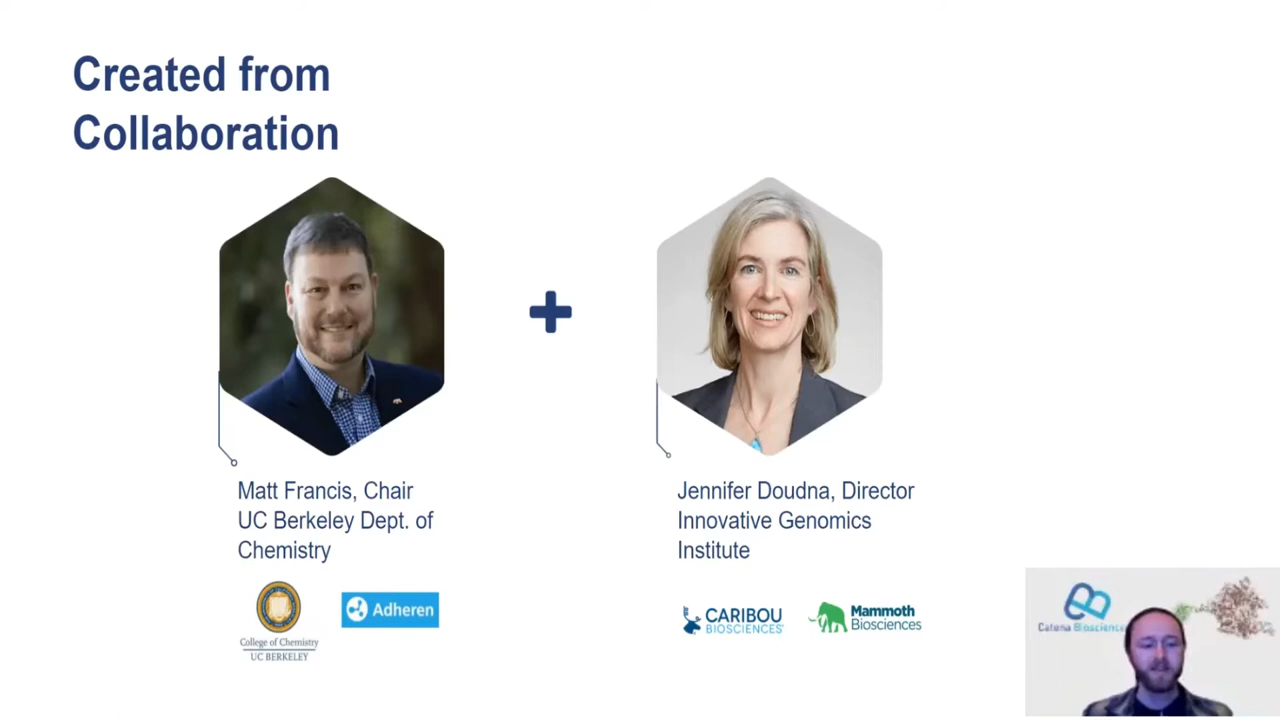 Created from
Collaboration
Matt Francis, Chair
UC Berkeley Dept. of
Chemistry
Jennifer Doudna, Director
Innovative Genomics
Institute
College of Chemistry
UC BERKELEY
Adheren
CARIBOU
BIOSCIENCES
Mammoth
Biosciences
Catena Bioscience